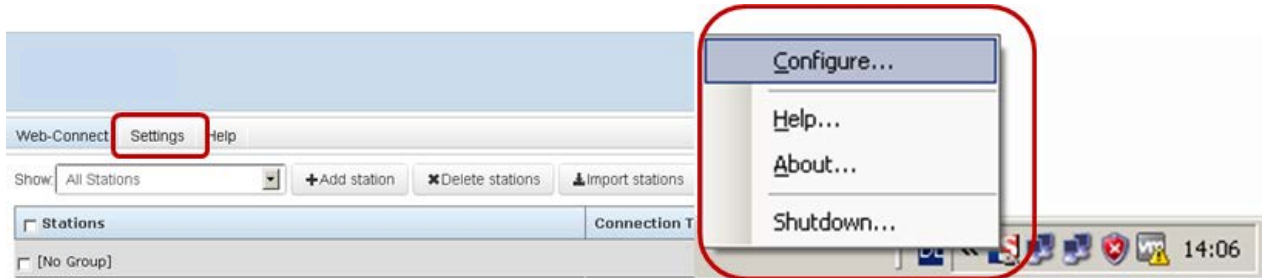 Web-Connect Settings Help
Show: All Stations +Add station Delete stations Import stations
Stations Connection T
[No Group]
Configure...
Help...
About...
Shutdown...
14:06